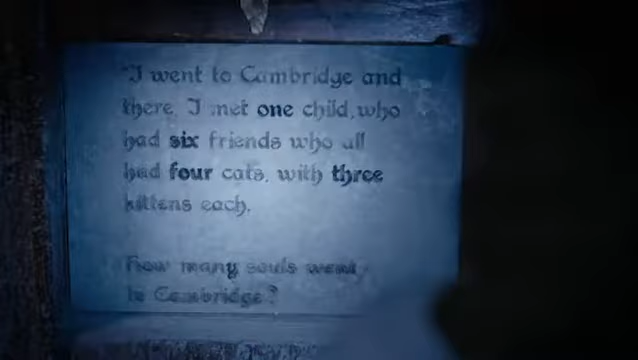 "I went to Cambridge and
there, I met one child, who
had six friends who all
had four cats, with three
kittens each.
How many souls went
to Cambridge?